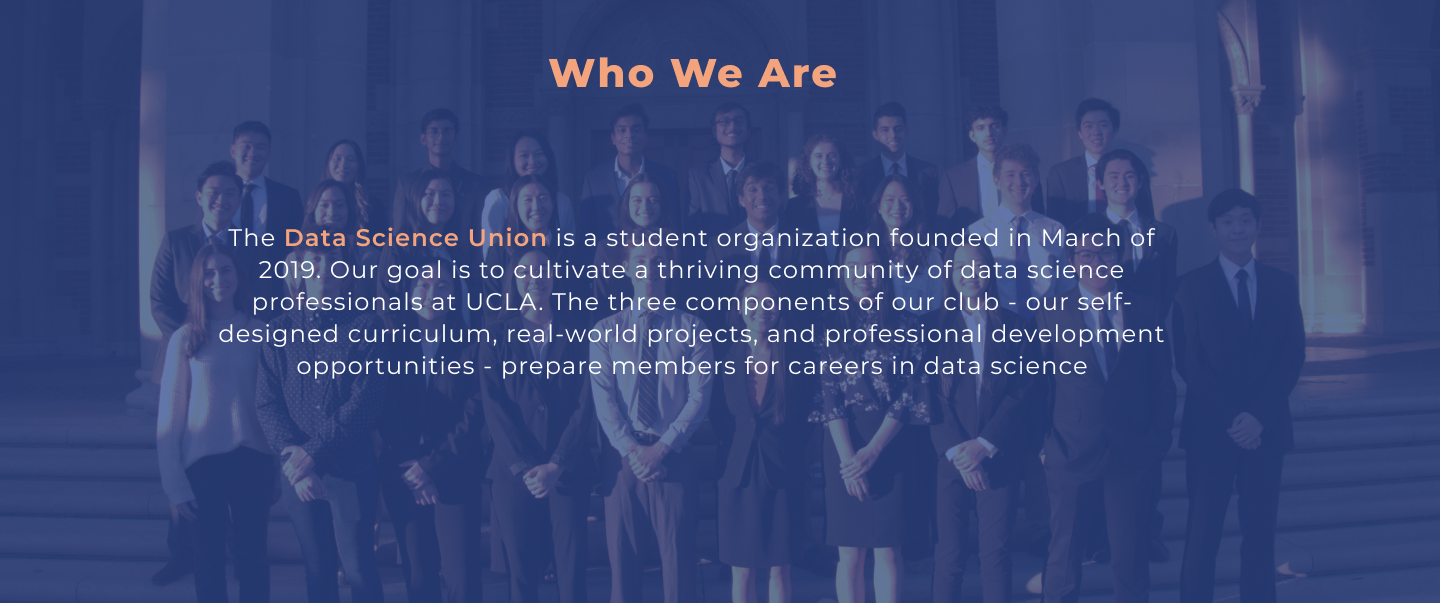 Who We Are
The Data Science Union is a student organization founded in March of
2019. Our goal is to cultivate a thriving community of data science
professionals at UCLA. The three components of our club - our self-
designed curriculum, real-world projects, and professional development
opportunities - prepare members for careers in data science